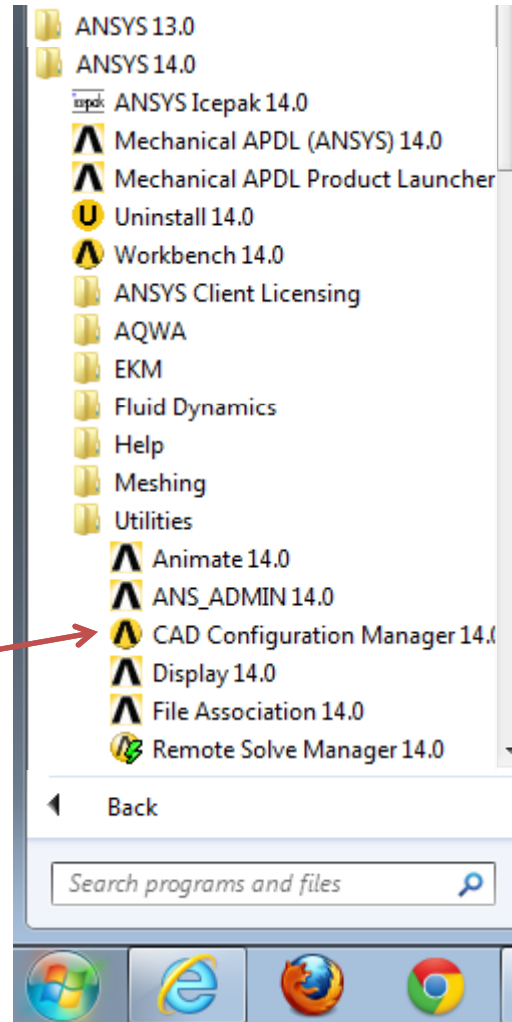 ANSYS 13.0
ANSYS 14.0
ANSYS Icepak 14.0
Mechanical APDL (ANSYS) 14.0
Mechanical APDL Product Launcher
U Uninstall 14.0
Workbench 14.0
ANSYS Client Licensing
AQWA
EKM
Fluid Dynamics
Help
Meshing
Utilities
Animate 14.0
ANS_ADMIN 14.0
CAD Configuration Manager 14.0
Display 14.0
File Association 14.0
Remote Solve Manager 14.0
Back
Search programs and files